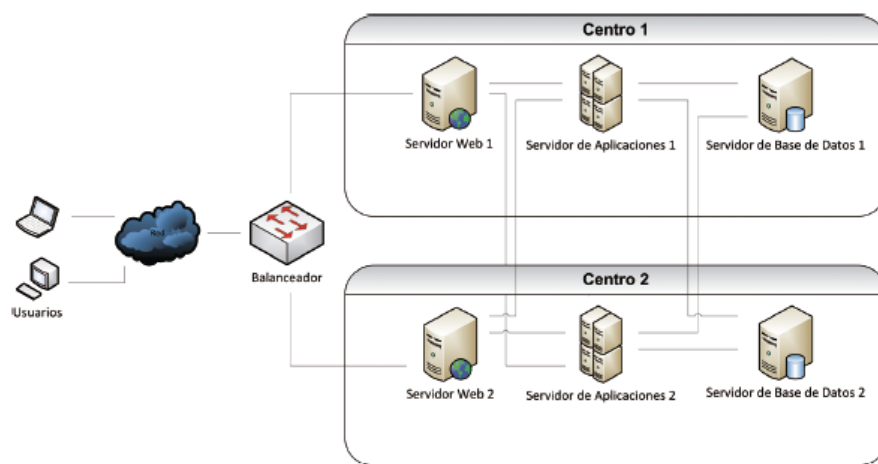 Centro 1
Servidor Web 1
Servidor de Aplicaciones 1
Servidor de Base de Datos 1
Red
Usuarios
Balanceador
Centro 2
Servidor Web 2
Servidor de Aplicaciones 2
Servidor de Base de Datos 2